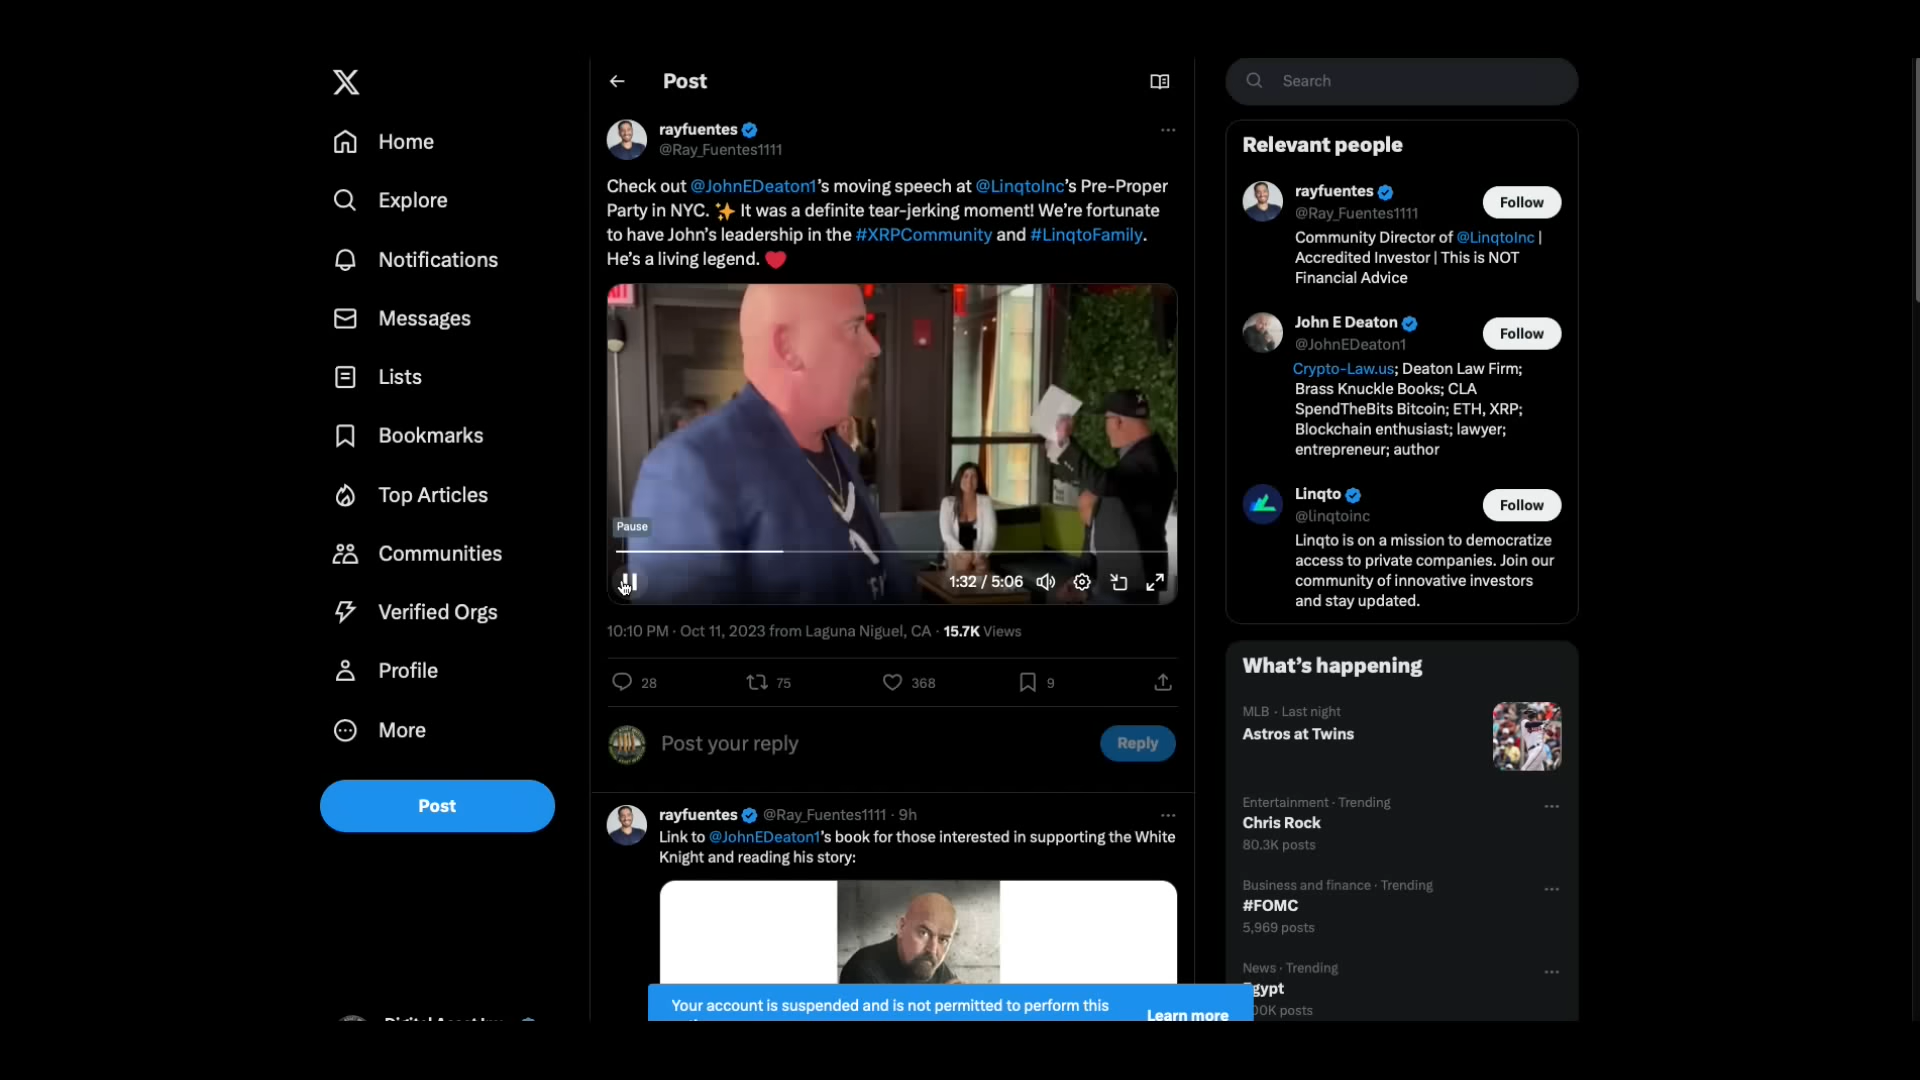 Home
Explore
Notifications
Messages
Lists
Bookmarks
Top Articles
Communities
Verified Orgs
Profile
More
Post
Post
rayfuentes
@Ray_Fuentes1111
Check out @JohnEDeaton1's moving speech at @LinqtoInc's Pre-Proper
Party in NYC. ✨ It was a definite tear-jerking moment! We're fortunate
to have John's leadership in the #XRPCommunity and #LinqtoFamily.
He's a living legend. ❤️
Pause
1:32 / 5:06
10:10 PM · Oct 11, 2023 from Laguna Niguel, CA · 15.7K Views
28
75
368
9
Post your reply
Reply
rayfuentes @Ray_Fuentes1111 · 9h
Link to @JohnEDeaton1's book for those interested in supporting the White
Knight and reading his story:
Your account is suspended and is not permitted to perform this
Learn more
Search
Relevant people
rayfuentes
@Ray_Fuentes1111
Follow
Community Director of @LinqtoInc |
Accredited Investor | This is NOT
Financial Advice
John E Deaton
@JohnEDeaton1
Follow
Crypto-Law.us; Deaton Law Firm;
Brass Knuckle Books; CLA
SpendTheBits Bitcoin; ETH, XRP;
Blockchain enthusiast; lawyer;
entrepreneur; author
Linqto
@linqtoinc
Follow
Linqto is on a mission to democratize
access to private companies. Join our
community of innovative investors
and stay updated.
What's happening
MLB · Last night
Astros at Twins
Entertainment · Trending
Chris Rock
80.3K posts
Business and finance · Trending
#FOMC
5,969 posts
News · Trending
Egypt
posts